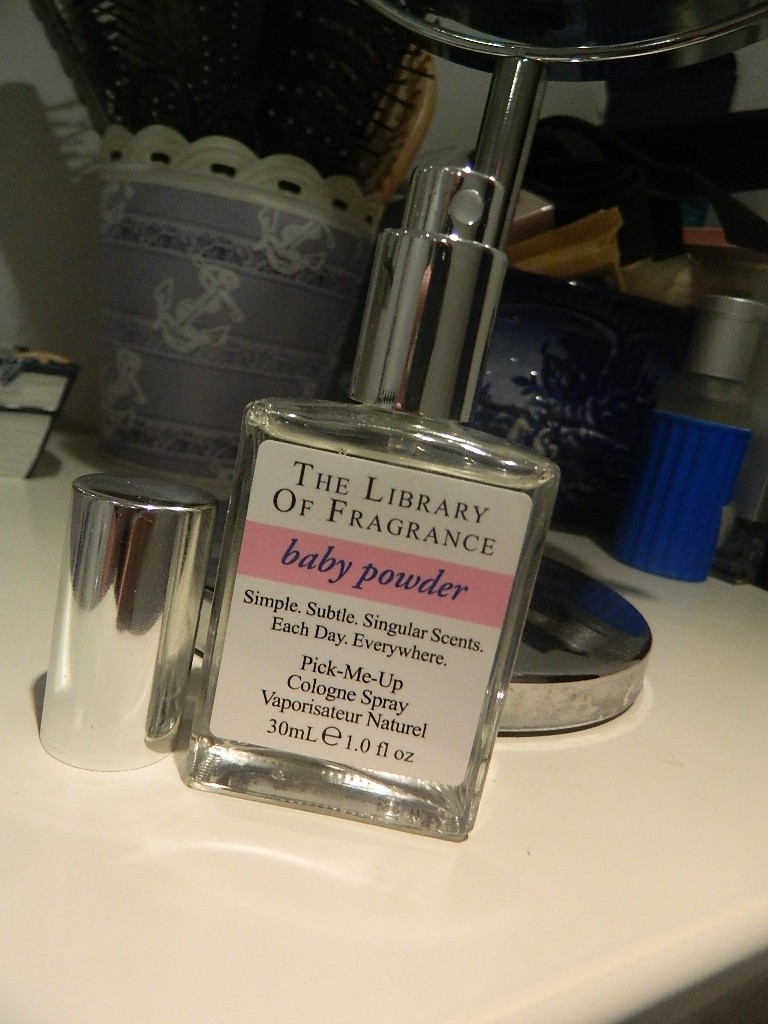 The Library
Of Fragrance
baby powder
Simple. Subtle. Singular Scents.
Each Day. Everywhere.
Pick-Me-Up
Cologne Spray
Vaporisateur Naturel
30mL ℮ 1.0 fl oz